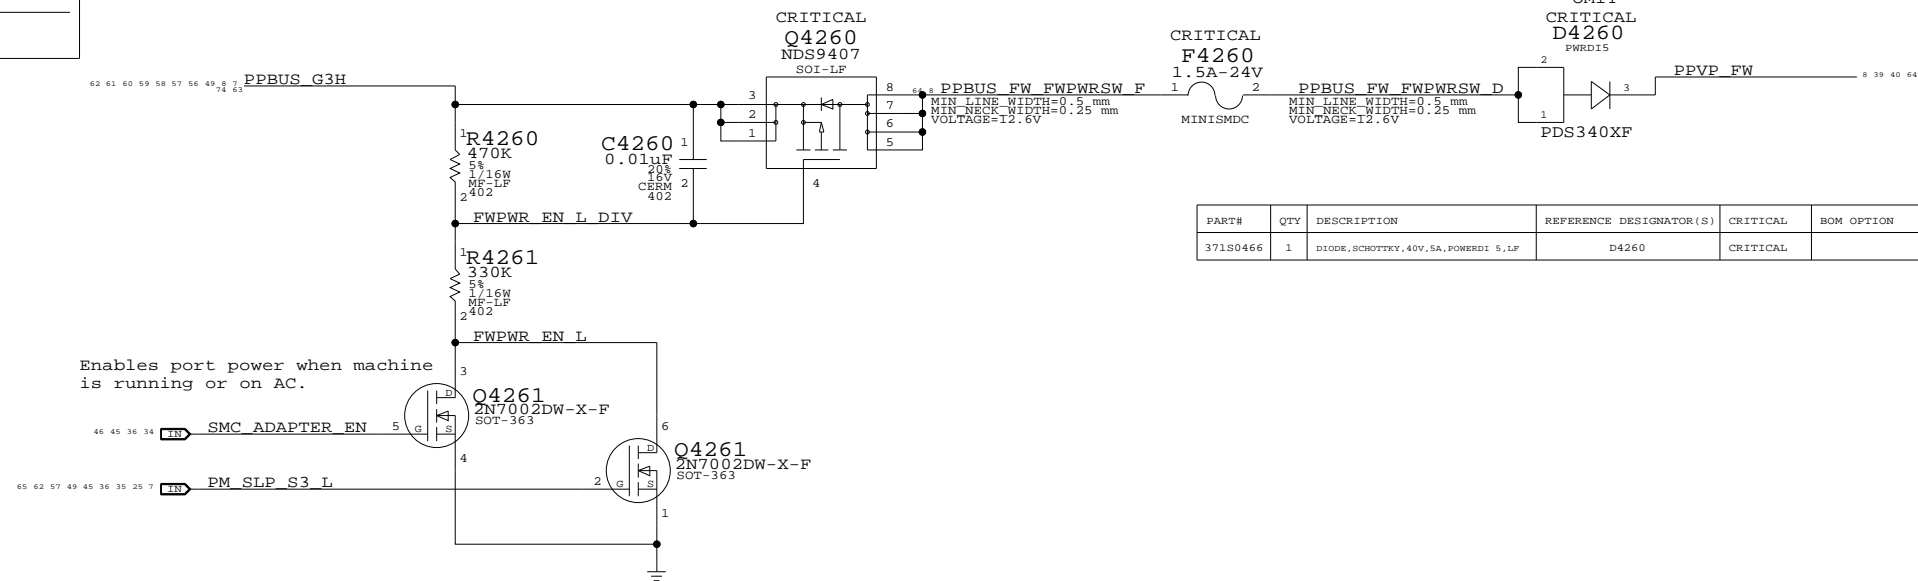 CRITICAL
Q4260
NDS9407
SOI-LF
CRITICAL
F4260
1.5A-24V
MINISMDC
CRITICAL
D4260
PWRDI5
PDS340XF
62 61 60 59 58 57 56 49 8 7
74 63
PPBUS_G3H
3
2
1
8
7
6
5
4
PPBUS_FW_FWPWRSW_F
MIN_LINE_WIDTH=0.5 mm
MIN_NECK_WIDTH=0.25 mm
VOLTAGE=12.6V
1
2
PPBUS_FW_FWPWRSW_D
MIN_LINE_WIDTH=0.5 mm
MIN_NECK_WIDTH=0.25 mm
VOLTAGE=12.6V
2
1
3
PPVP_FW
8 39 40 64
1
R4260
470K
5%
1/16W
MF-LF
402
2
C4260
0.01uF
20%
16V
CERM
402
1
2
FWPWR_EN_L_DIV
1
R4261
330K
5%
1/16W
MF-LF
402
2
FWPWR_EN_L
PART# QTY DESCRIPTION REFERENCE DESIGNATOR(S) CRITICAL BOM OPTION
371S0466 1 DIODE,SCHOTTKY,40V,5A,POWERDI 5,LF D4260 CRITICAL
Enables port power when machine
is running or on AC.
3
D
Q4261
2N7002DW-X-F
SOT-363
46 45 36 34
IN
SMC_ADAPTER_EN
5
G
S
4
6
D
Q4261
2N7002DW-X-F
SOT-363
65 62 57 49 45 36 35 25 7
IN
PM_SLP_S3_L
2
G
S
1